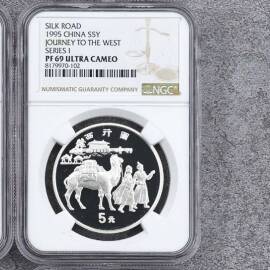 SILK ROAD
1995 CHINA S5Y
JOURNEY TO THE WEST
SERIES I
PF 69 ULTRA CAMEO
8179970-102
NUMISMATIC GUARANTY COMPANY
NGC
西行圖
5元